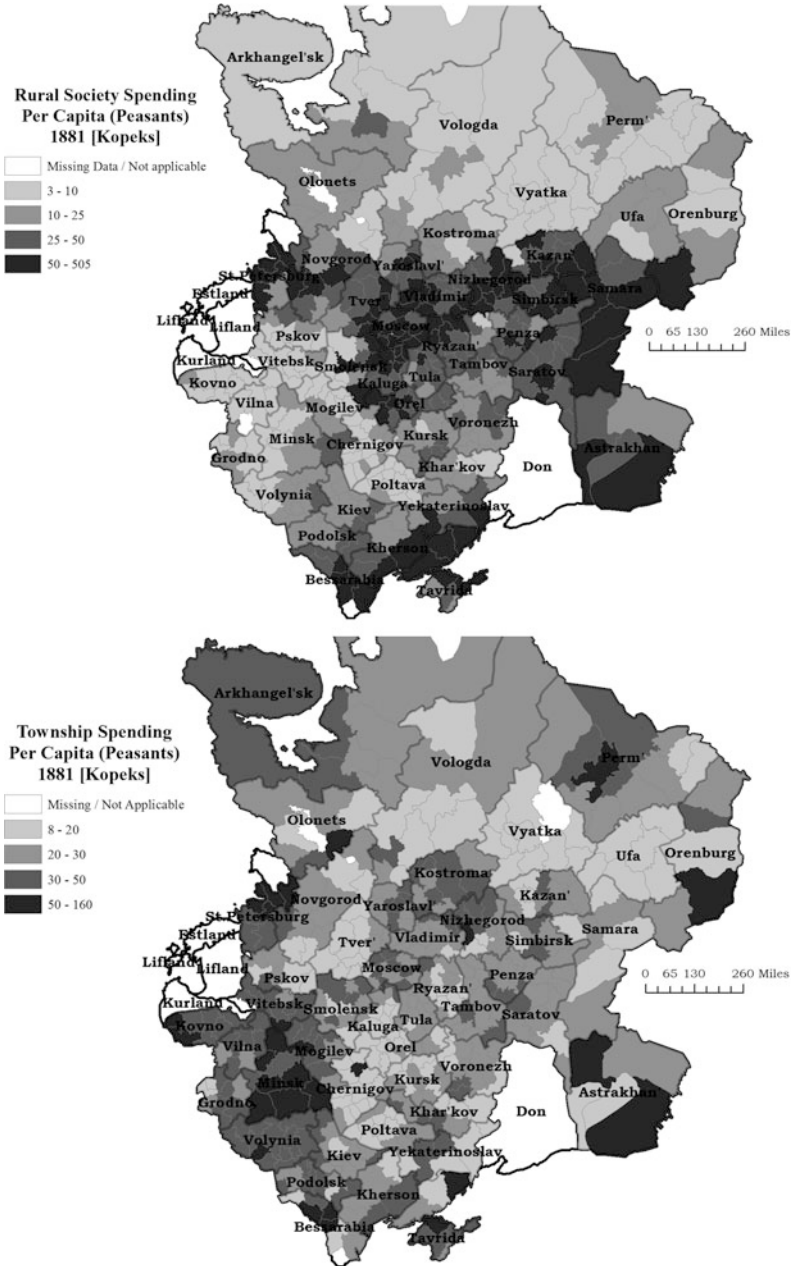 Arkhangel'sk
Rural Society Spending
Per Capita (Peasants)
1881 [Kopeks]
Missing Data / Not applicable
3 - 10
10 - 25
25 - 50
50 - 505
Vologda
Perm'
Olonets
Vyatka
Ufa
Orenburg
Kostroma
Kazan'
Novgorod
Yaroslavl'
St.Petersburg
Nizhegorod
Samara
Estland
Tver
Vladimir
Simbirsk
Lifland
Lifland
Moscow
Pskov
Ryazan'
Penza
0 65 130 260 Miles
Kurland
Vitebsk
Smolensk
Tambov
Kovno
Kaluga
Tula
Saratov
Vilna
Mogilev
Orel
Minsk
Chernigov
Kursk
Voronezh
Grodno
Astrakhan'
Khar'kov
Don
Volynia
Poltava
Kiev
Yekaterinoslav
Podolsk
Kherson
Bessarabia
Tavrida
Arkhangel'sk
Township Spending
Per Capita (Peasants)
1881 [Kopeks]
Missing / Not Applicable
8 - 20
20 - 30
30 - 50
50 - 160
Vologda
Perm'
Olonets
Vyatka
Ufa
Orenburg
Kostroma
Kazan'
Novgorod
Yaroslavl'
St.Petersburg
Nizhegorod
Samara
Estland
Tver'
Vladimir
Simbirsk
Lifland
Lifland
Moscow
Pskov
Ryazan'
Penza
0 65 130 260 Miles
Kurland
Vitebsk
Smolensk
Tambov
Saratov
Kovno
Kaluga
Tula
Vilna
Mogilev
Orel
Minsk
Chernigov
Kursk
Voronezh
Grodno
Astrakhan'
Khar'kov
Don
Volynia
Poltava
Kiev
Yekaterinoslav
Podolsk
Kherson
Bessarabia
Tavrida